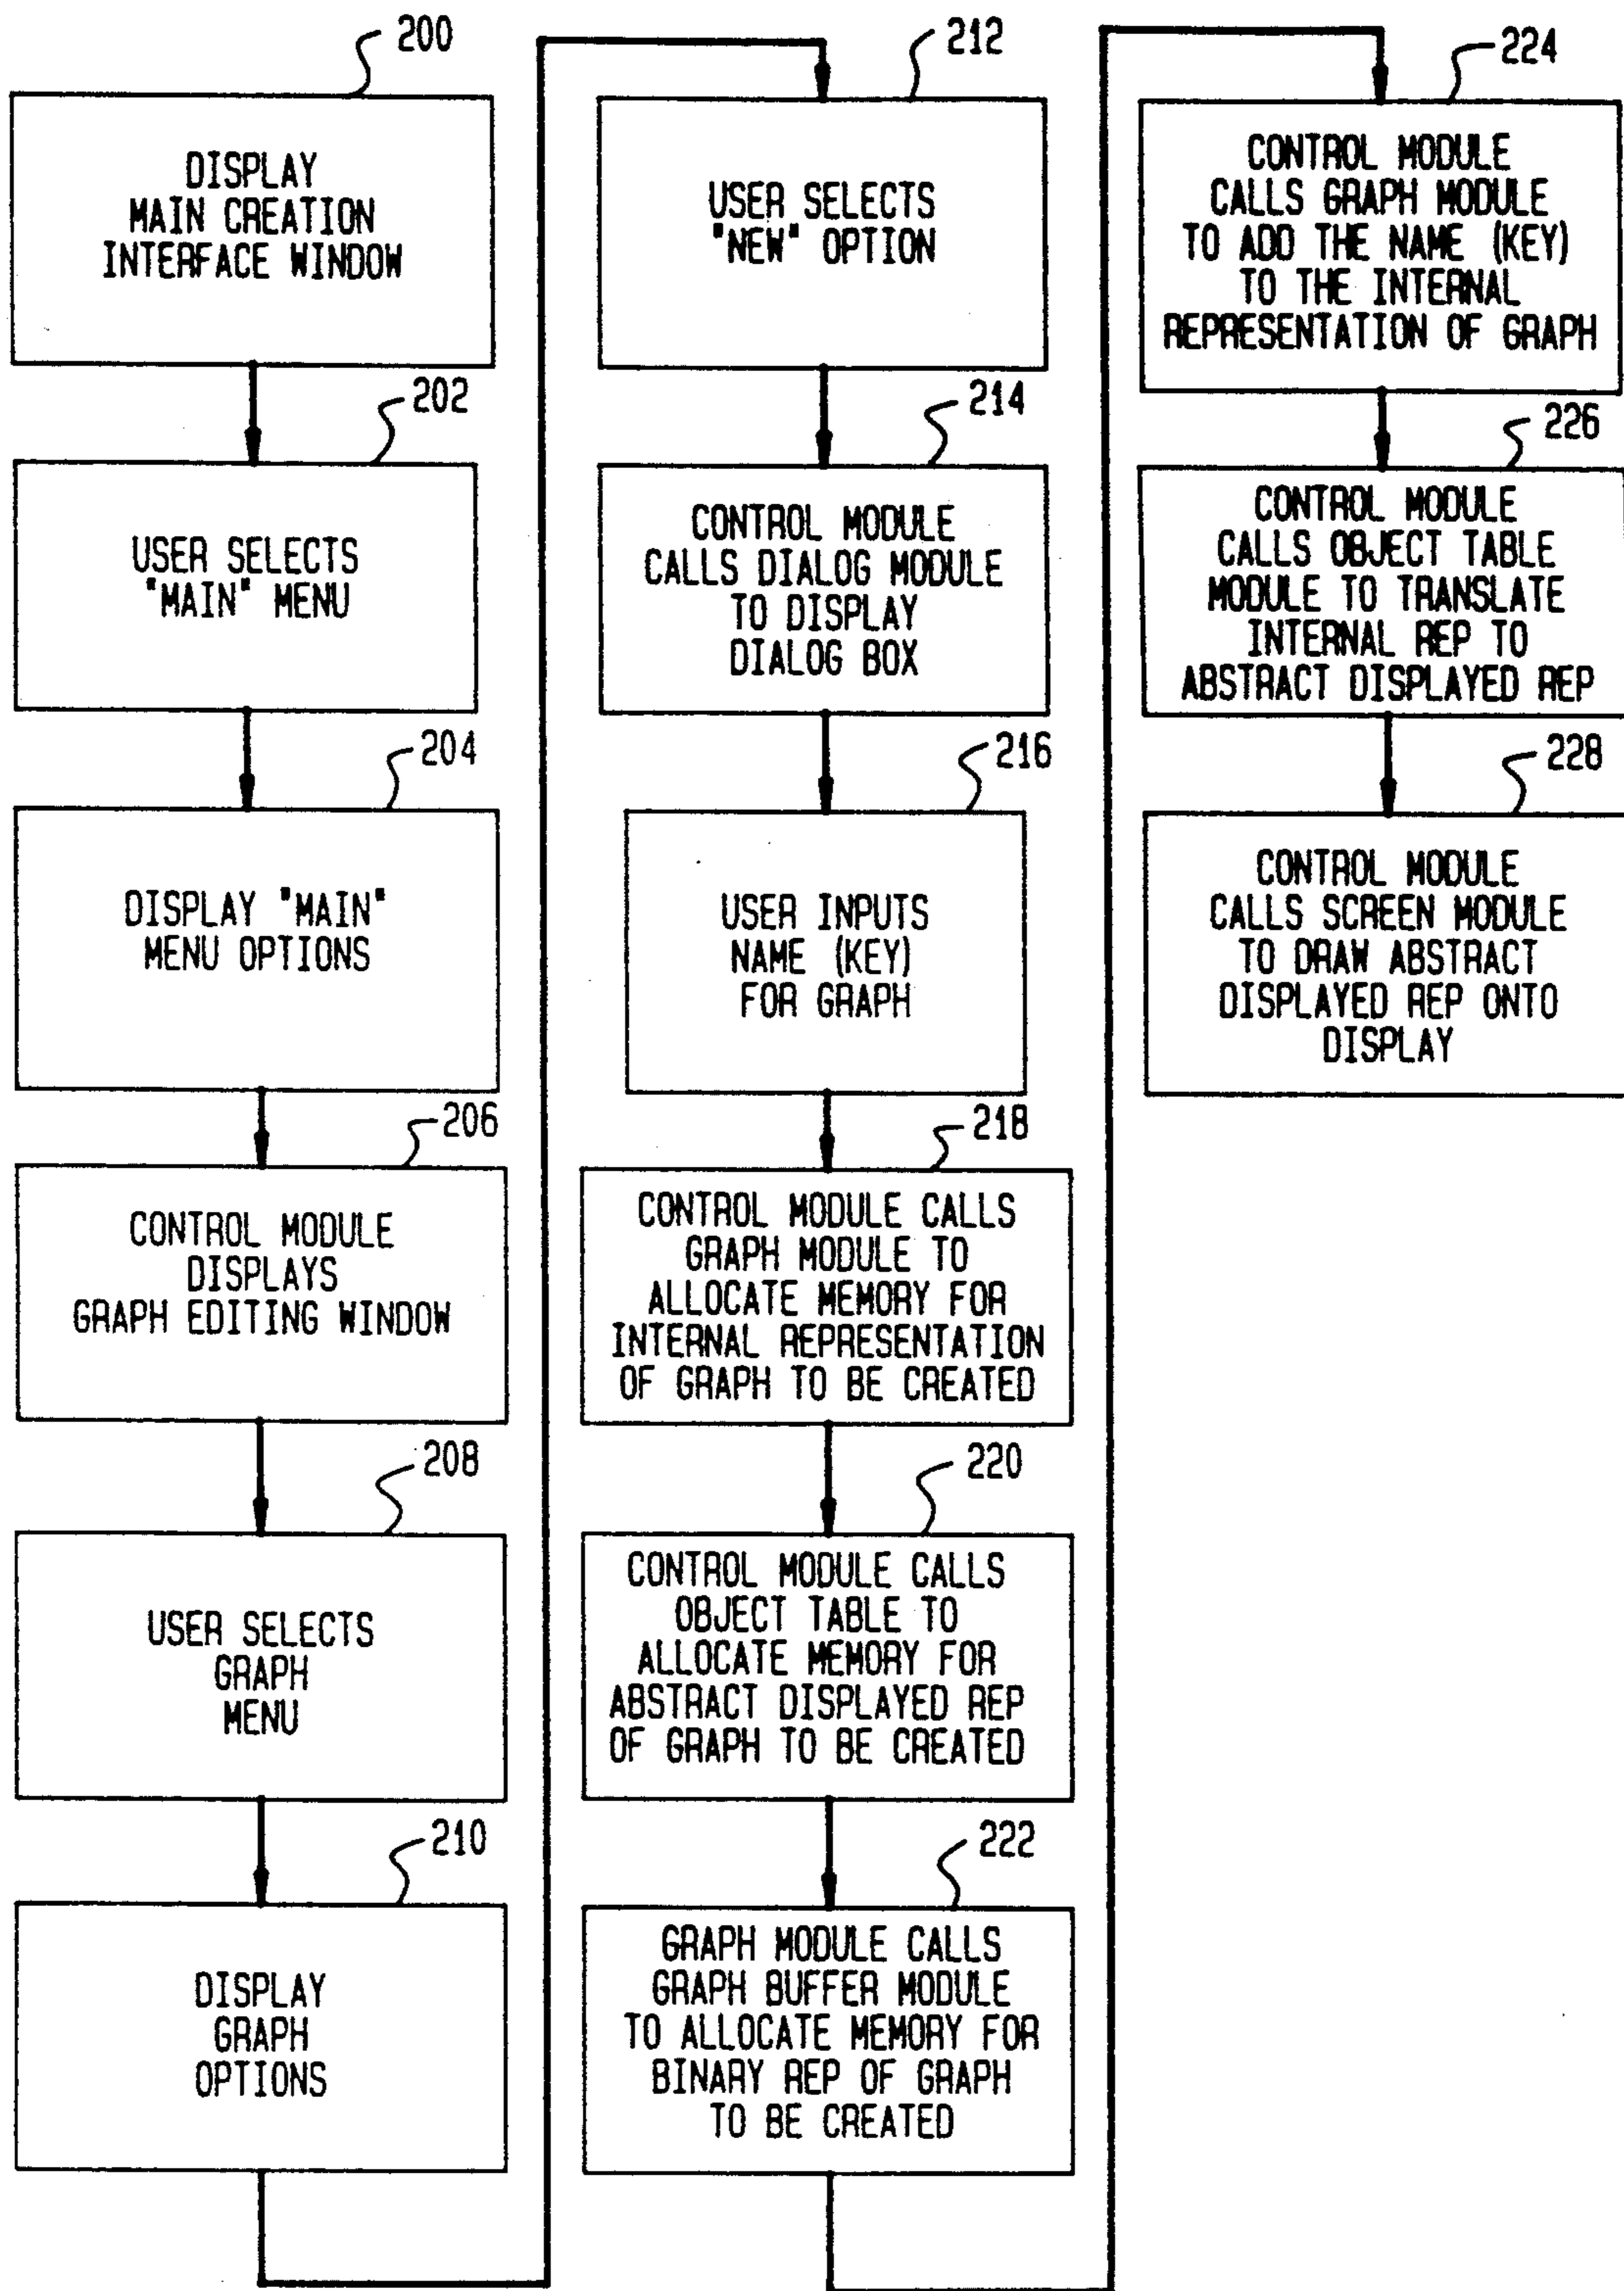 200
DISPLAY
MAIN CREATION
INTERFACE WINDOW
202
USER SELECTS
"MAIN" MENU
204
DISPLAY "MAIN"
MENU OPTIONS
206
CONTROL MODULE
DISPLAYS
GRAPH EDITING WINDOW
208
USER SELECTS
GRAPH
MENU
210
DISPLAY
GRAPH
OPTIONS
212
USER SELECTS
"NEW" OPTION
214
CONTROL MODULE
CALLS DIALOG MODULE
TO DISPLAY
DIALOG BOX
216
USER INPUTS
NAME (KEY)
FOR GRAPH
218
CONTROL MODULE CALLS
GRAPH MODULE TO
ALLOCATE MEMORY FOR
INTERNAL REPRESENTATION
OF GRAPH TO BE CREATED
220
CONTROL MODULE CALLS
OBJECT TABLE TO
ALLOCATE MEMORY FOR
ABSTRACT DISPLAYED REP
OF GRAPH TO BE CREATED
222
GRAPH MODULE CALLS
GRAPH BUFFER MODULE
TO ALLOCATE MEMORY FOR
BINARY REP OF GRAPH
TO BE CREATED
224
CONTROL MODULE
CALLS GRAPH MODULE
TO ADD THE NAME (KEY)
TO THE INTERNAL
REPRESENTATION OF GRAPH
226
CONTROL MODULE
CALLS OBJECT TABLE
MODULE TO TRANSLATE
INTERNAL REP TO
ABSTRACT DISPLAYED REP
228
CONTROL MODULE
CALLS SCREEN MODULE
TO DRAW ABSTRACT
DISPLAYED REP ONTO
DISPLAY